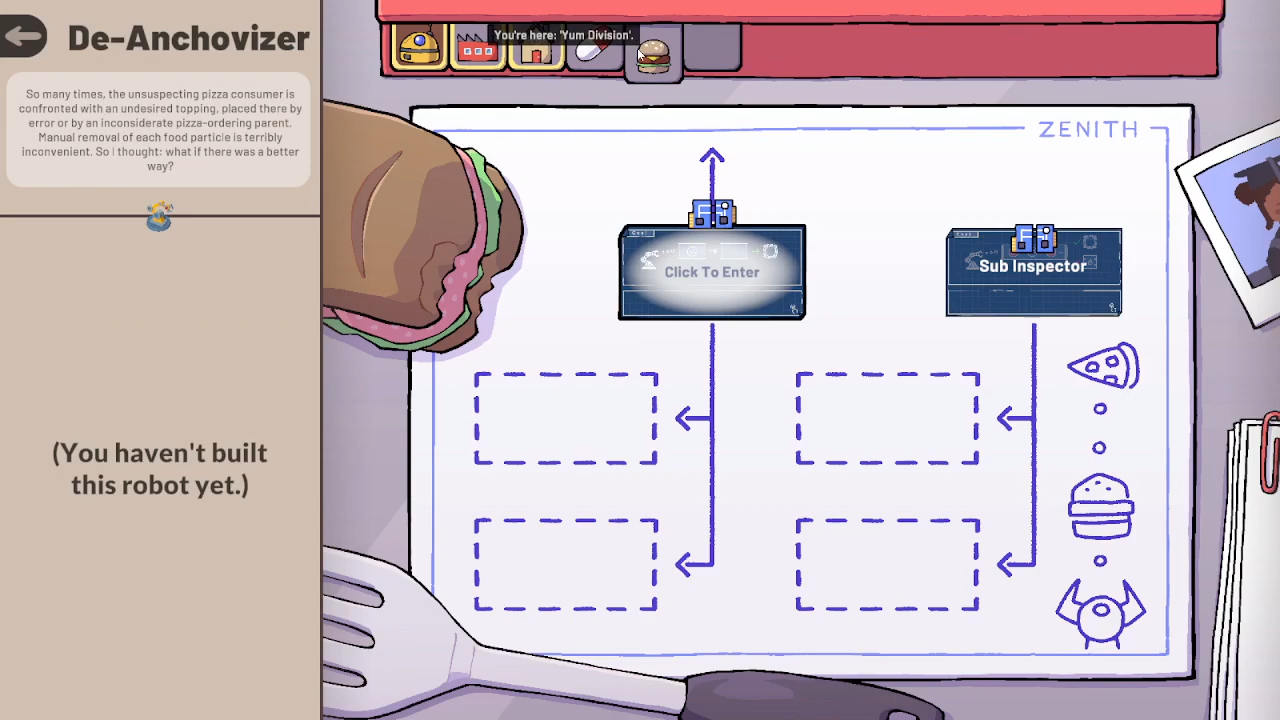 De-Anchovizer
So many times, the unsuspecting pizza consumer is
confronted with an undesired topping, placed there by
error or by an inconsiderate pizza-ordering parent.
Manual removal of each food particle is terribly
inconvenient. So I thought: what if there was a better
way?
(You haven't built
this robot yet.)
You're here: 'Yum Division'.
ZENITH
Click To Enter
Sub Inspector